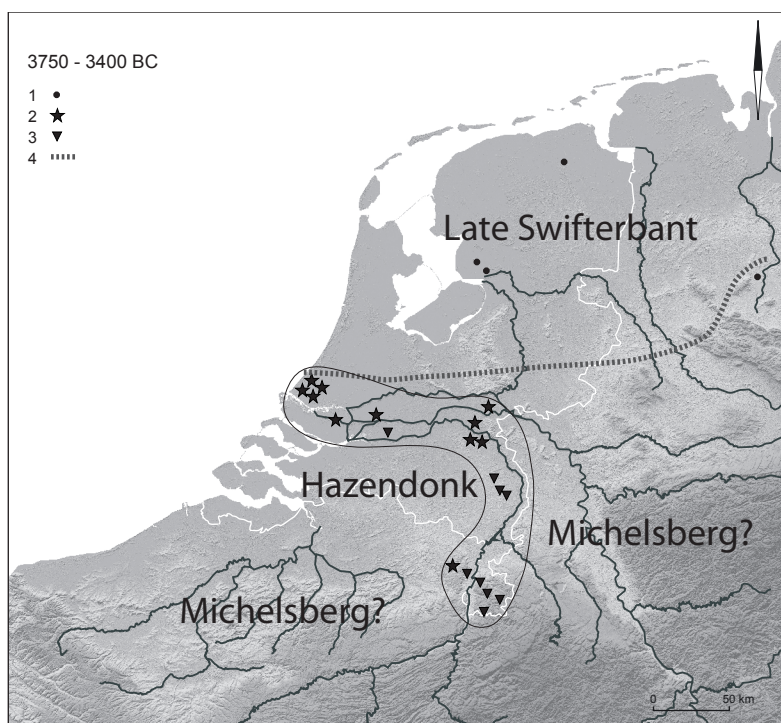 3750 - 3400 BC
1
2
3
4
Late Swifterbant
Hazendonk
Michelsberg?
Michelsberg?
0 50 km